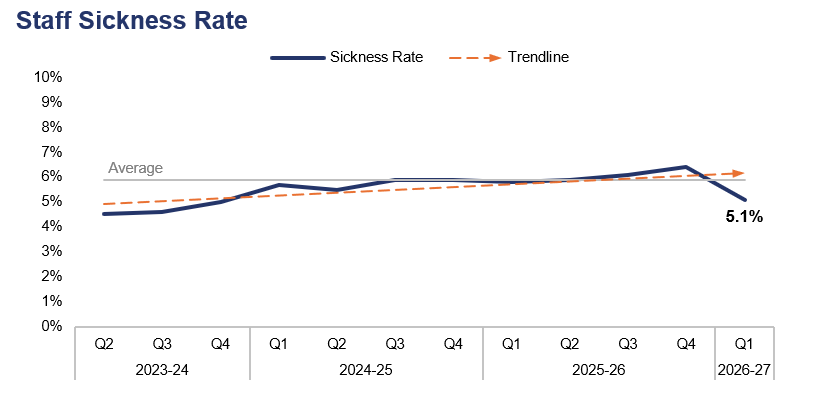 Staff Sickness Rate
Sickness Rate Trendline
10%
9%
8%
7%
Average
6%
5%
5.1%
4%
3%
2%
1%
0%
Q2 Q3 Q4 Q1 Q2 Q3 Q4 Q1 Q2 Q3 Q4 Q1
2023-24 2024-25 2025-26 2026-27